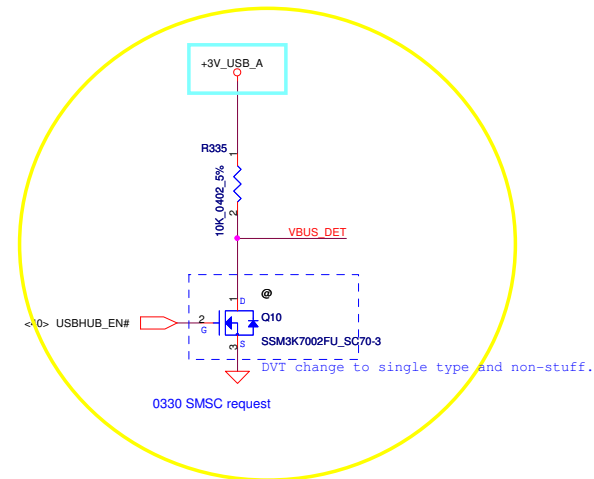 +3V_USB_A
R335
1
10K_0402_5%
2
VBUS_DET
1
D
@
Q10
2
G
USBHUB_EN#
S
3
SSM3K7002FU_SC70-3
DVT change to single type and non-stuff.
0330 SMSC request